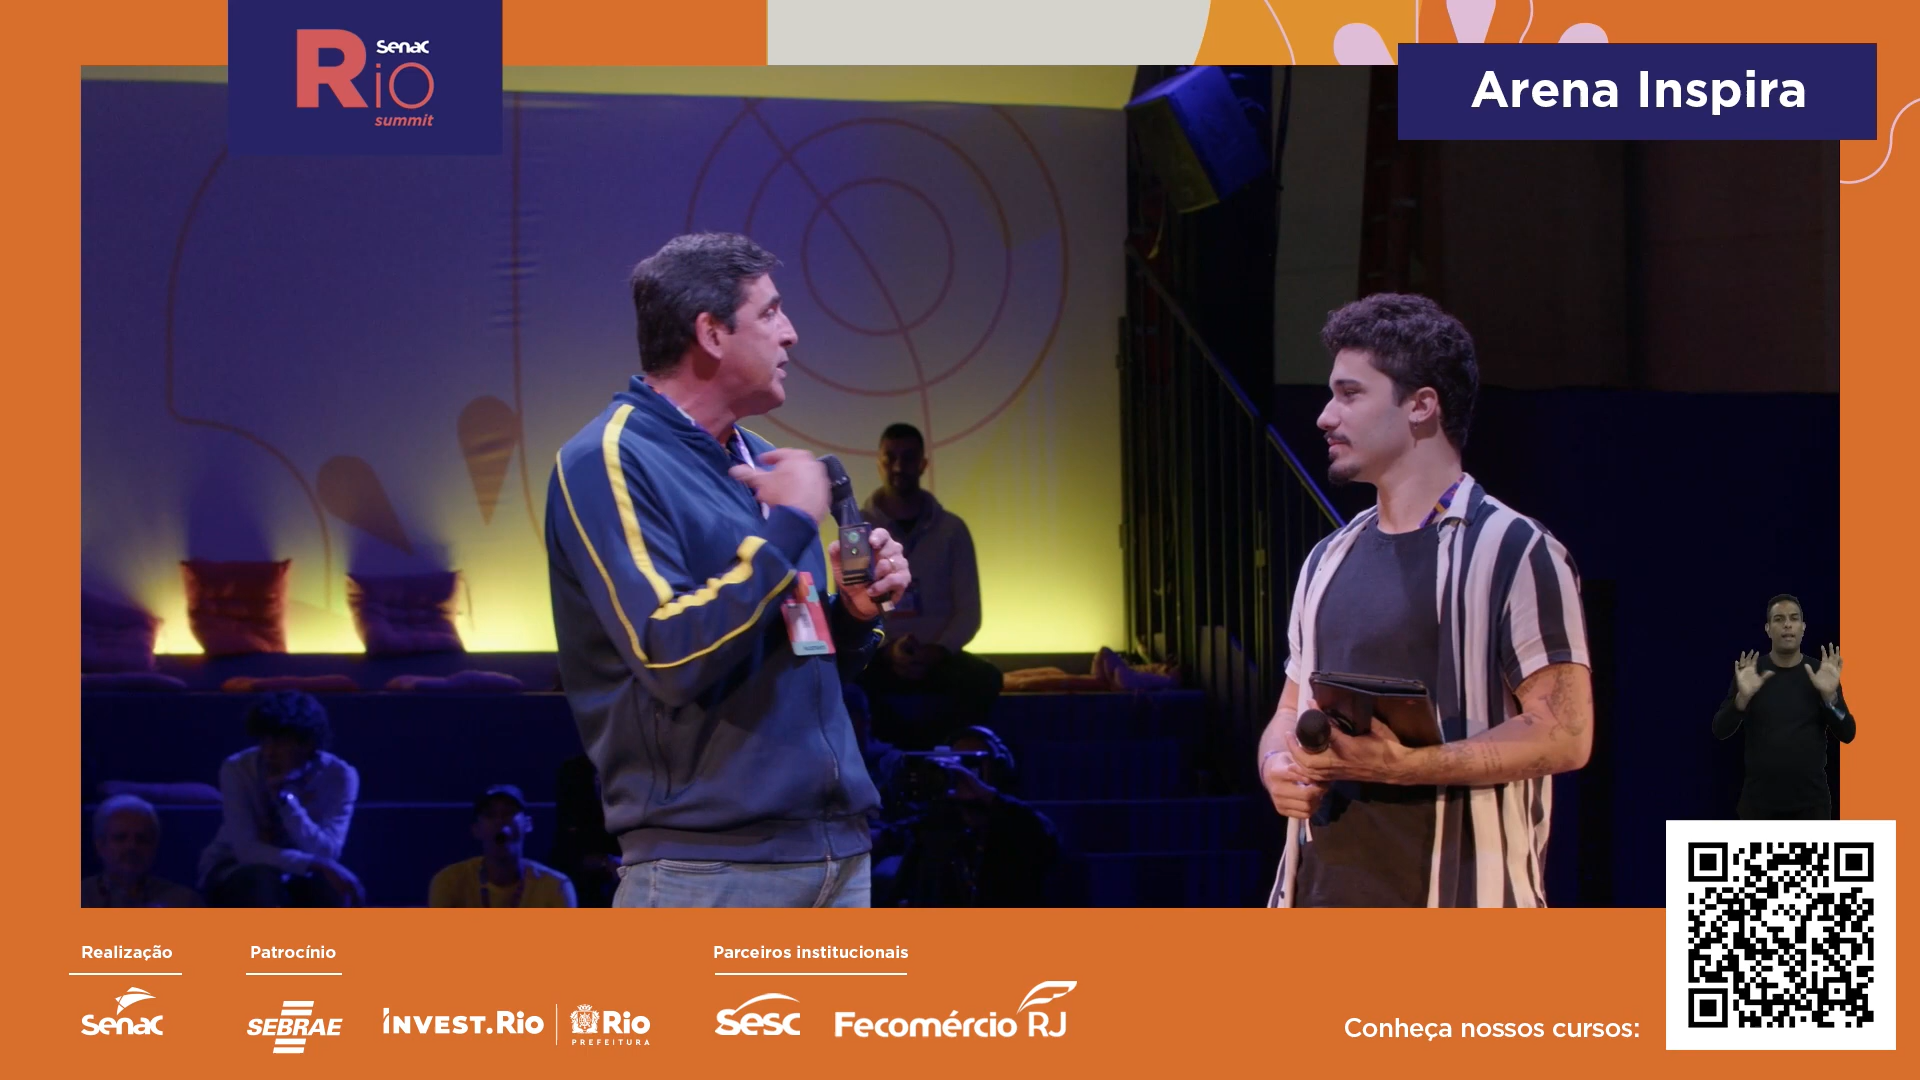 Senac
Rio
summit
Arena Inspira
Realização
Patrocínio
Parceiros institucionais
Senac
SEBRAE
INVEST.Rio
Rio
PREFEITURA
Sesc
Fecomércio RJ
Conheça nossos cursos: